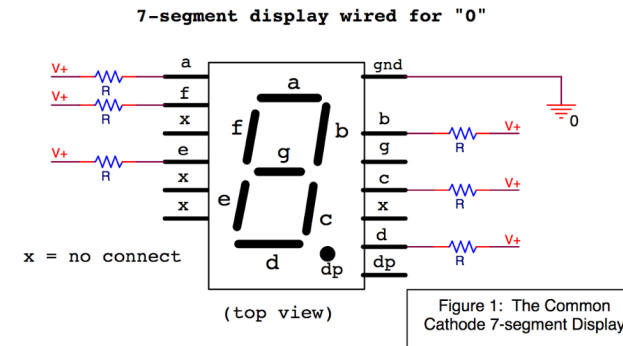 7-segment display wired for "0"
V+ R a
V+ R f
x
V+ R e
x
x
a
f b
g
e c
d dp
gnd 0
b R V+
g
c R V+
x
d R V+
dp
x = no connect
(top view)
Figure 1: The Common
Cathode 7-segment Display